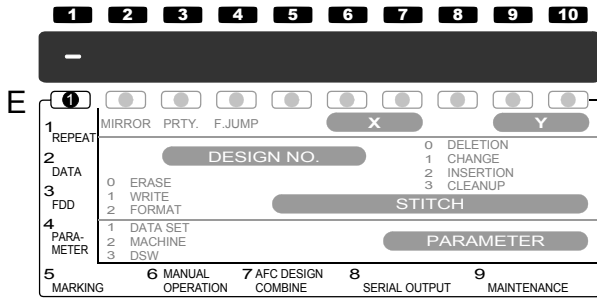 1 2 3 4 5 6 7 8 9 10
–
E 1
1 REPEAT MIRROR PRTY. F.JUMP X Y
2 DATA DESIGN NO.
0 DELETION
1 CHANGE
2 INSERTION
3 CLEANUP
3 FDD
0 ERASE
1 WRITE
2 FORMAT
STITCH
4 PARA-
METER
1 DATA SET
2 MACHINE
3 DSW
PARAMETER
5 MARKING
6 MANUAL
OPERATION
7 AFC DESIGN
COMBINE
8 SERIAL OUTPUT
9 MAINTENANCE